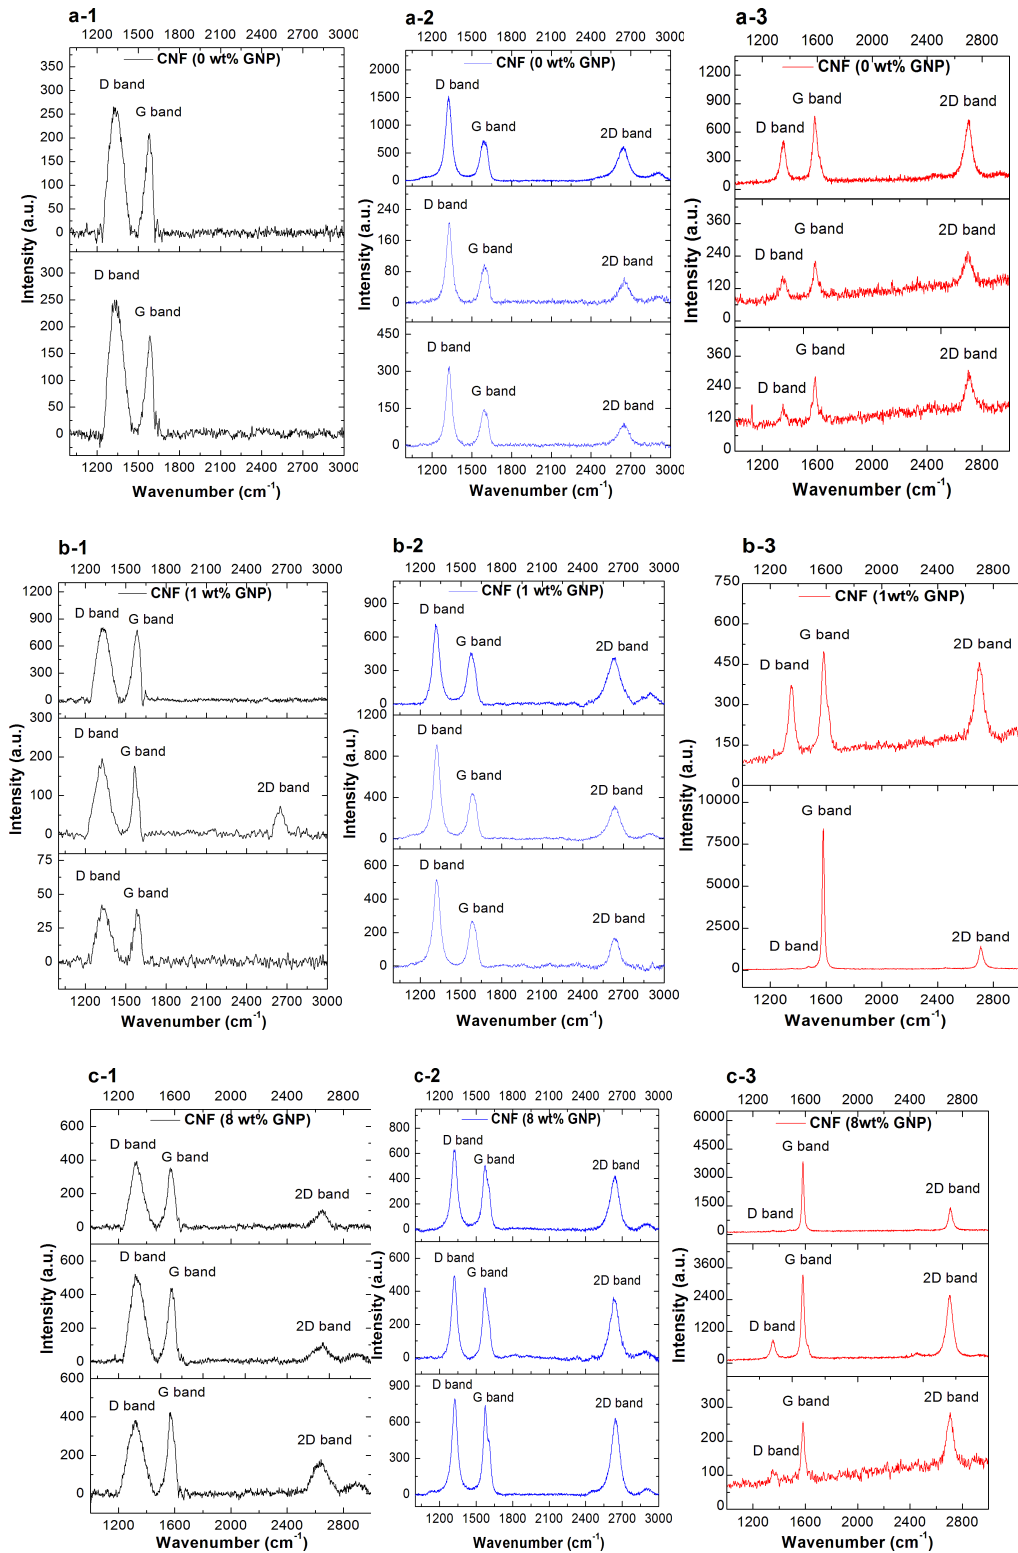 a-1
1200 1500 1800 2100 2400 2700 3000
CNF (0 wt% GNP)
D band
G band
350
300
250
200
150
100
50
0
D band
G band
300
250
200
150
100
50
0
Intensity (a.u.)
1200 1500 1800 2100 2400 2700 3000
Wavenumber (cm-1)
a-2
1200 1500 1800 2100 2400 2700 3000
CNF (0 wt% GNP)
D band
G band
2D band
2000
1500
1000
500
0
D band
G band
2D band
240
160
80
0
D band
G band
2D band
450
300
150
0
Intensity (a.u.)
1200 1500 1800 2100 2400 2700 3000
Wavenumber (cm-1)
a-3
1200 1600 2000 2400 2800
CNF (0 wt% GNP)
D band
G band
2D band
1200
900
600
300
0
D band
G band
2D band
360
240
120
0
D band
G band
2D band
360
240
120
0
Intensity (a.u.)
1200 1600 2000 2400 2800
Wavenumber (cm-1)
b-1
1200 1500 1800 2100 2400 2700 3000
CNF (1 wt% GNP)
D band
G band
1200
900
600
300
0
D band
G band
2D band
300
200
100
0
D band
G band
75
50
25
0
Intensity (a.u.)
1200 1500 1800 2100 2400 2700 3000
Wavenumber (cm-1)
b-2
1200 1500 1800 2100 2400 2700 3000
CNF (1 wt% GNP)
D band
G band
2D band
900
600
300
0
D band
G band
2D band
1200
800
400
0
D band
G band
2D band
600
400
200
0
Intensity (a.u.)
1200 1500 1800 2100 2400 2700 3000
Wavenumber (cm-1)
b-3
1200 1600 2000 2400 2800
CNF (1wt% GNP)
D band
G band
2D band
750
600
450
300
150
0
D band
G band
2D band
10000
7500
5000
2500
0
Intensity (a.u.)
1200 1600 2000 2400 2800
Wavenumber (cm-1)
c-1
1200 1600 2000 2400 2800
CNF (8 wt% GNP)
D band
G band
2D band
600
400
200
0
D band
G band
2D band
600
400
200
0
D band
G band
2D band
600
400
200
0
Intensity (a.u.)
1200 1600 2000 2400 2800
Wavenumber (cm-1)
c-2
1200 1500 1800 2100 2400 2700 3000
CNF (8 wt% GNP)
D band
G band
2D band
800
600
400
200
0
D band
G band
2D band
600
400
200
0
D band
G band
2D band
900
600
300
0
Intensity (a.u.)
1200 1500 1800 2100 2400 2700 3000
Wavenumber (cm-1)
c-3
1200 1600 2000 2400 2800
CNF (8wt% GNP)
D band
G band
2D band
6000
4500
3000
1500
0
D band
G band
2D band
3600
2400
1200
0
D band
G band
2D band
300
200
100
0
Intensity (a.u.)
1200 1600 2000 2400 2800
Wavenumber (cm-1)